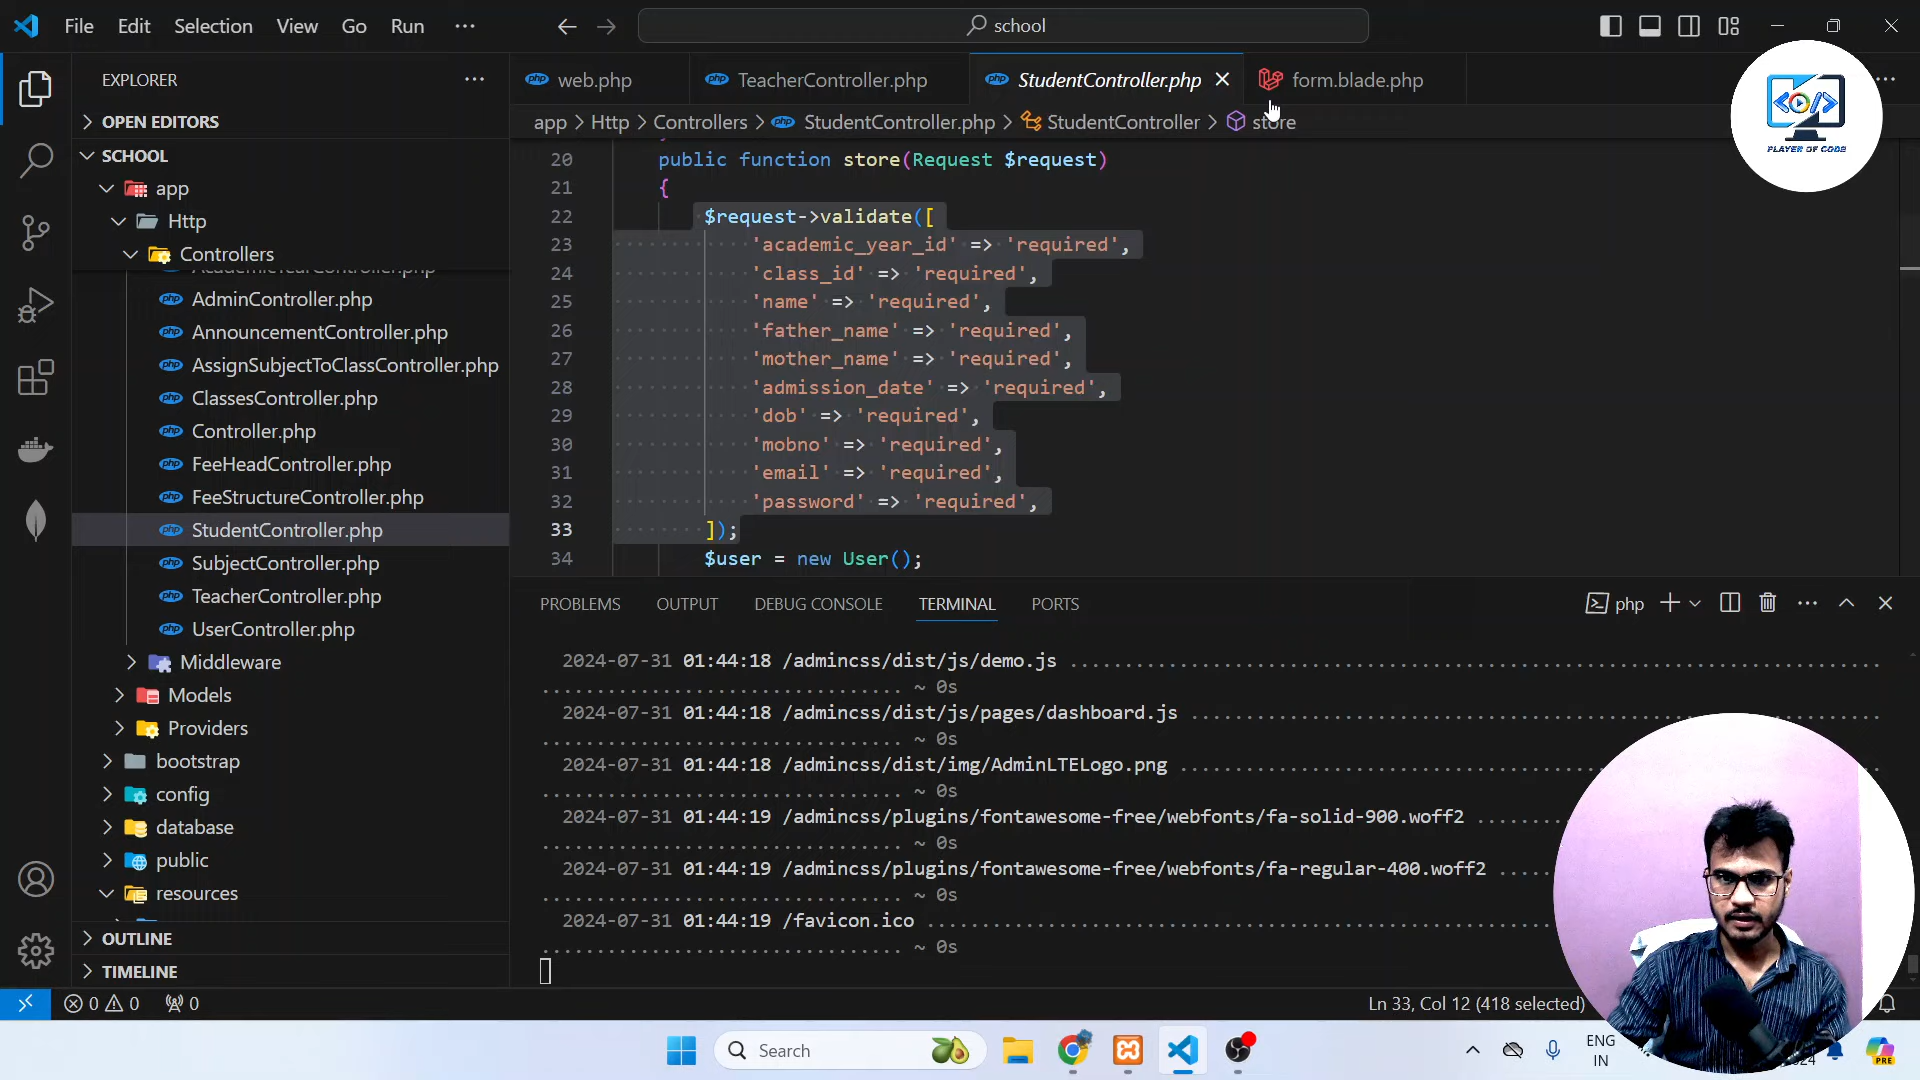 File Edit Selection View Go Run ··· ← → school
EXPLORER ···
web.php TeacherController.php StudentController.php × form.blade.php ···
PLAYER OF CODE
OPEN EDITORS
app > Http > Controllers > StudentController.php > StudentController > store
SCHOOL
app
Http
Controllers
AcademicYearController.php
AdminController.php
AnnouncementController.php
AssignSubjectToClassController.php
ClassesController.php
Controller.php
FeeHeadController.php
FeeStructureController.php
StudentController.php
SubjectController.php
TeacherController.php
UserController.php
Middleware
Models
Providers
bootstrap
config
database
public
resources
OUTLINE
TIMELINE
20 public function store(Request $request)
21 {
22 $request->validate([
23 'academic_year_id' => 'required',
24 'class_id' => 'required',
25 'name' => 'required',
26 'father_name' => 'required',
27 'mother_name' => 'required',
28 'admission_date' => 'required',
29 'dob' => 'required',
30 'mobno' => 'required',
31 'email' => 'required',
32 'password' => 'required',
33 ]);
34 $user = new User();
PROBLEMS OUTPUT DEBUG CONSOLE TERMINAL PORTS php
2024-07-31 01:44:18 /admincss/dist/js/demo.js
~ 0s
2024-07-31 01:44:18 /admincss/dist/js/pages/dashboard.js
~ 0s
2024-07-31 01:44:18 /admincss/dist/img/AdminLTELogo.png
~ 0s
2024-07-31 01:44:19 /admincss/plugins/fontawesome-free/webfonts/fa-solid-900.woff2
~ 0s
2024-07-31 01:44:19 /admincss/plugins/fontawesome-free/webfonts/fa-regular-400.woff2
~ 0s
2024-07-31 01:44:19 /favicon.ico
~ 0s
0 0 0 Ln 33, Col 12 (418 selected)
Search ENG
IN
PRE